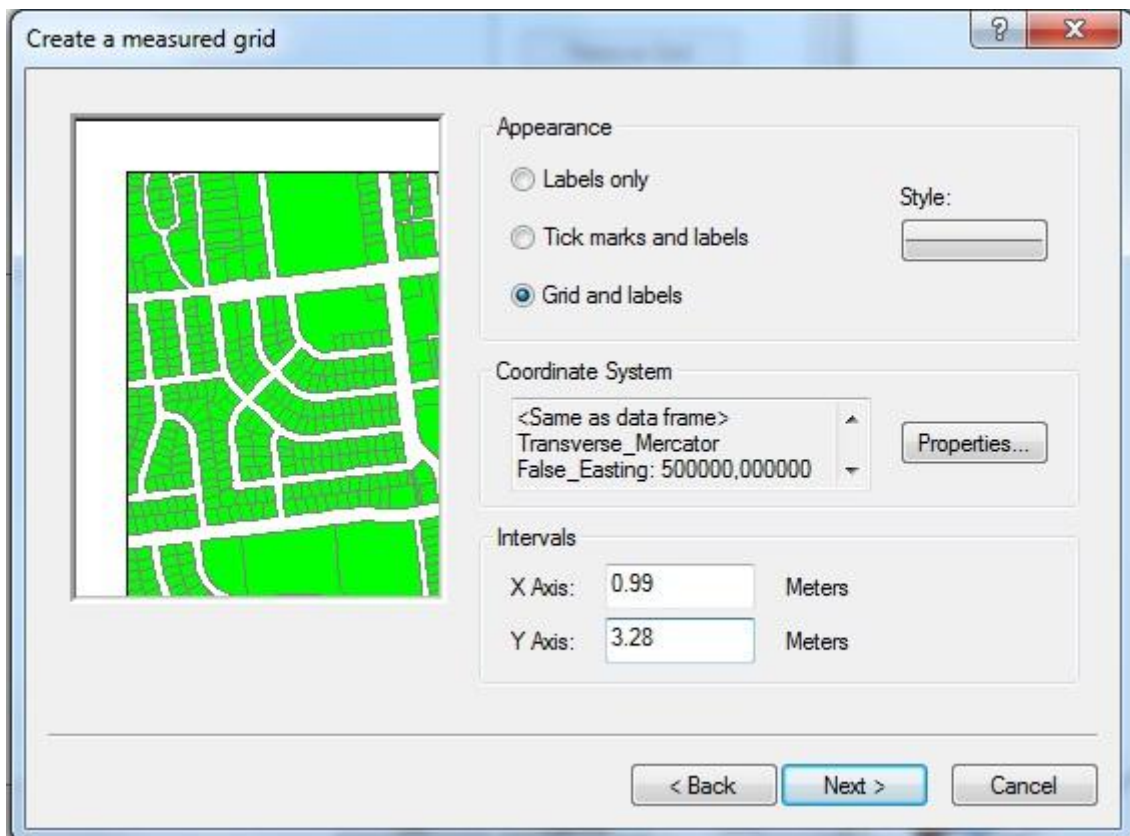 Create a measured grid
?
X
Appearance
Labels only
Style:
Tick marks and labels
Grid and labels
Coordinate System
<Same as data frame>
Transverse_Mercator
False_Easting: 500000,000000
Properties...
Intervals
X Axis: 0.99 Meters
Y Axis: 3.28 Meters
< Back Next > Cancel